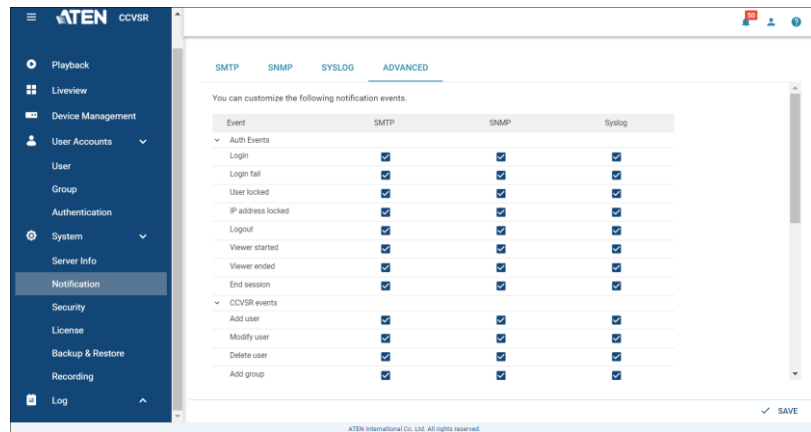 ATEN CCVSR
50
Playback
Liveview
Device Management
User Accounts
User
Group
Authentication
System
Server Info
Notification
Security
License
Backup & Restore
Recording
Log
SMTP SNMP SYSLOG ADVANCED
You can customize the following notification events.
Event SMTP SNMP Syslog
Auth Events
Login
Login fail
User locked
IP address locked
Logout
Viewer started
Viewer ended
End session
CCVSR events
Add user
Modify user
Delete user
Add group
SAVE
ATEN International Co. Ltd. All rights reserved.